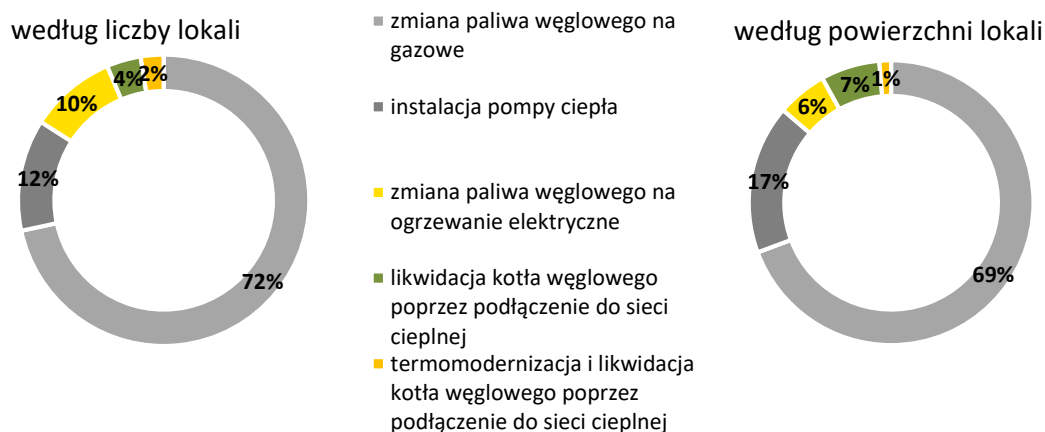 według liczby lokali
4%
2%
10%
12%
72%
zmiana paliwa węglowego na
gazowe
instalacja pompy ciepła
zmiana paliwa węglowego na
ogrzewanie elektryczne
likwidacja kotła węglowego
poprzez podłączenie do sieci
cieplnej
termomodernizacja i likwidacja
kotła węglowego poprzez
podłączenie do sieci cieplnej
według powierzchni lokali
7%
1%
6%
17%
69%